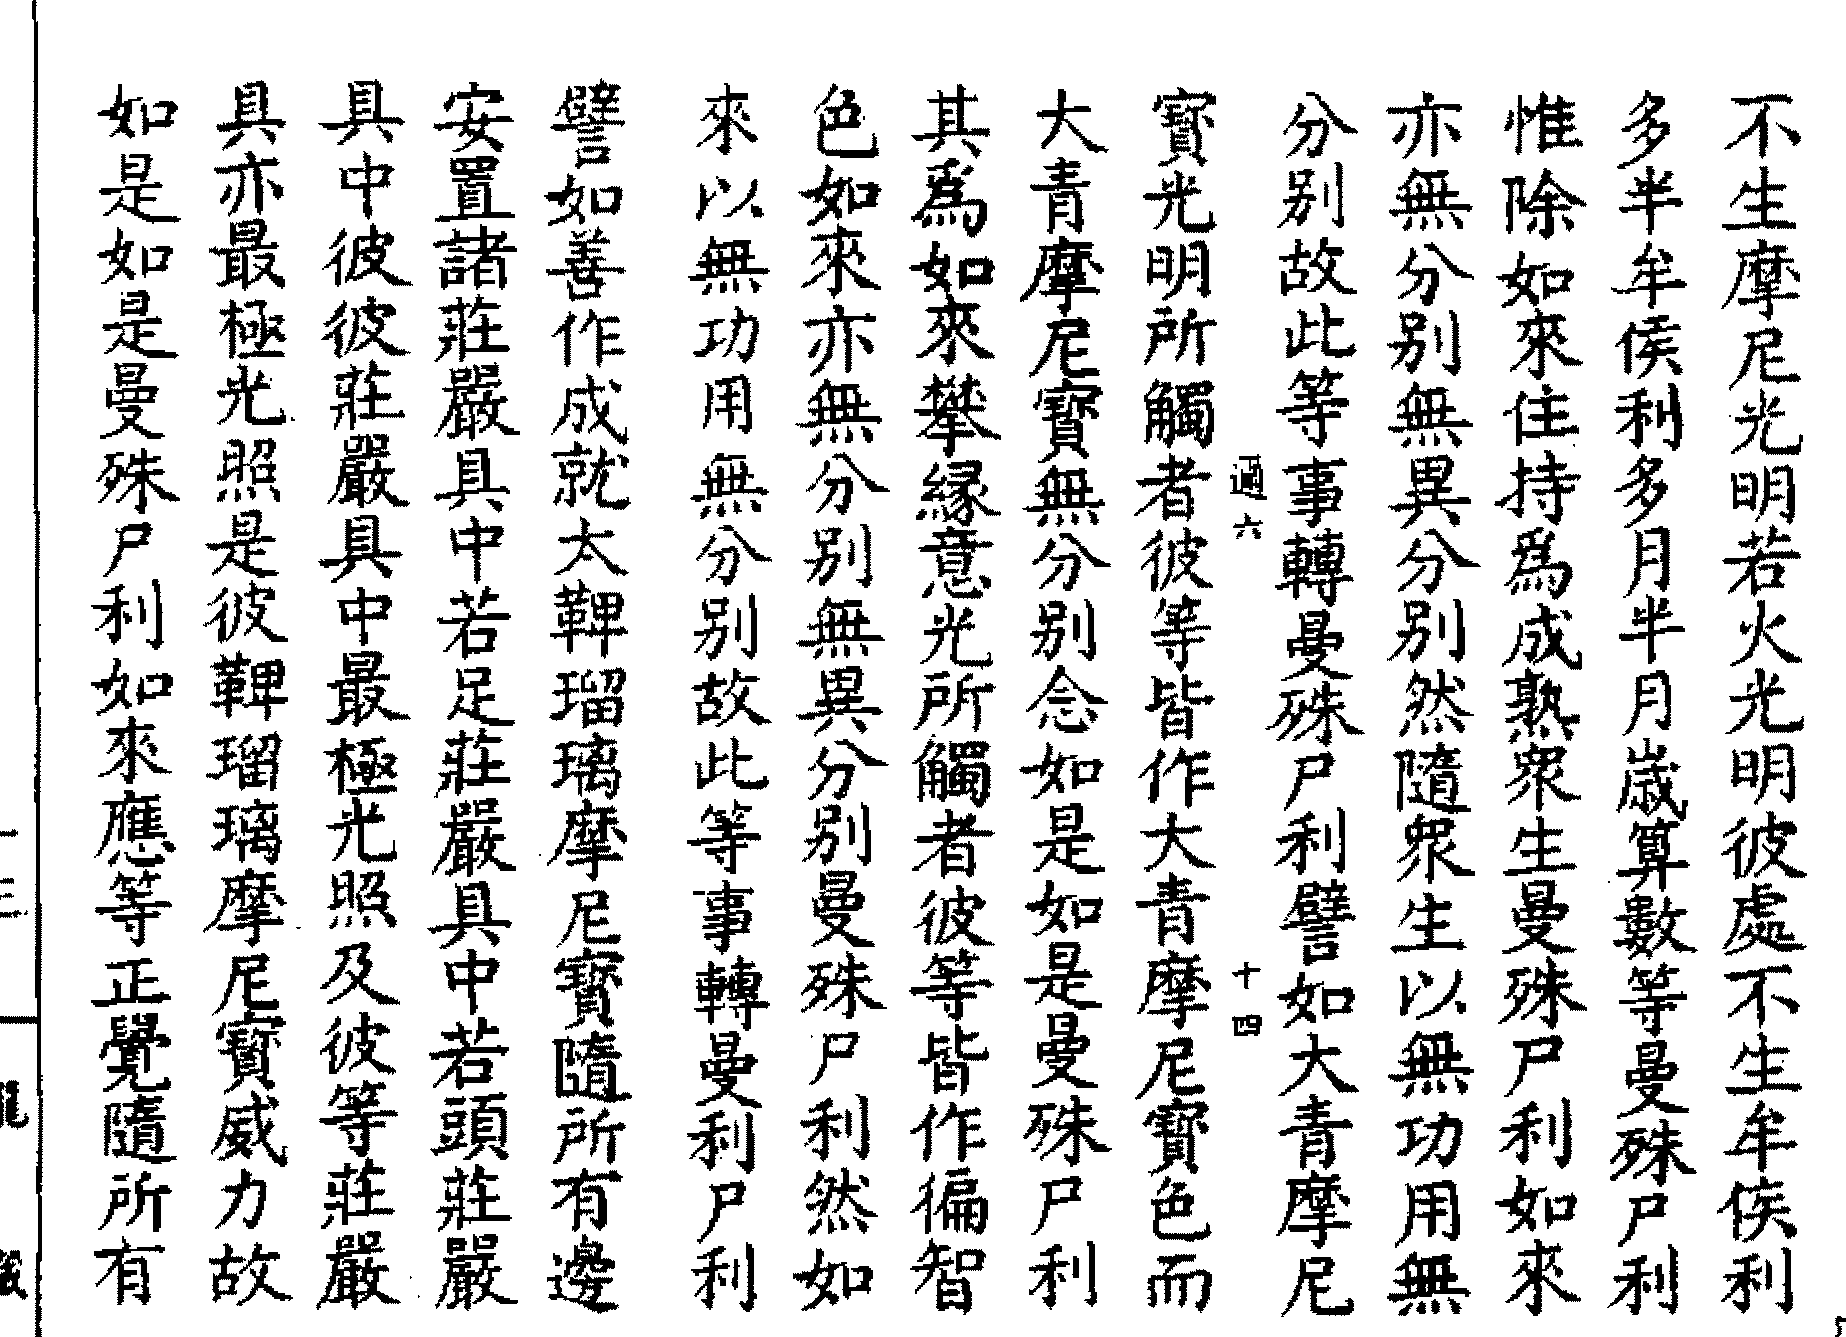 不生摩尼光明若火光明彼處不生牟侯利
多半牟侯利多月半月歲算數等曼殊尸利
惟除如來住持爲成熟衆生曼殊尸利如來
亦無分别無異分别然隨衆生以無功用無
分别故此等事轉曼殊尸利譬如大青摩尼
十四
寶光明所觸者彼等皆作大青摩尼寶色而
大青摩尼寶無分别念如是如是曼殊尸利
其爲如來攀縁意光所觸者彼等皆作徧智
色如來亦無分别無異分别曼殊尸利然如
來以無功用無分别故此等事轉曼利尸利
譬如善作成就太鞞瑠璃摩尼寶隨所有邊
安置諸莊嚴具中若足莊嚴具中若頭莊嚴
具中彼彼莊嚴具中最極光照及彼等莊嚴
具亦最極光照是彼鞞瑠璃摩尼寶威力故
如是如是曼殊尸利如來應等正覺隨所有